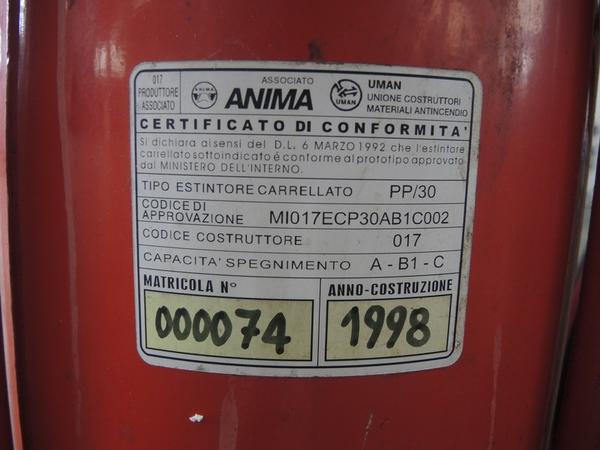 017
PRODUTTORE
ASSOCIATO
ASSOCIATO
ANIMA
UMAN
UMAN
UNIONE COSTRUTTORI
MATERIALI ANTINCENDIO
CERTIFICATO DI CONFORMITA'
Si dichiara ai sensi del D.L. 6 MARZO 1992 che l'estintore
carrellato sottoindicato è conforme al prototipo approvato
dal MINISTERO DELL'INTERNO.
TIPO ESTINTORE CARRELLATO PP/30
CODICE DI
APPROVAZIONE MI017ECP30AB1C002
CODICE COSTRUTTORE 017
CAPACITA' SPEGNIMENTO A - B1 - C
MATRICOLA N° ANNO-COSTRUZIONE
000074 1998